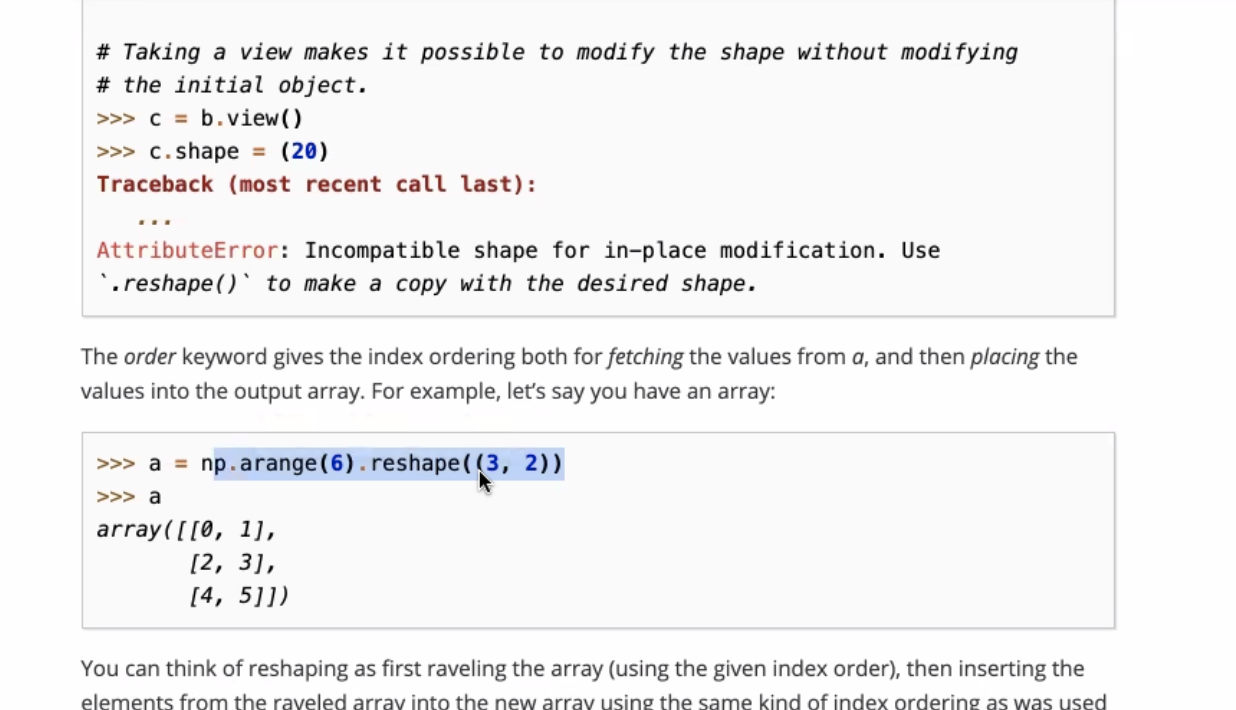 # Taking a view makes it possible to modify the shape without modifying
# the initial object.
>>> c = b.view()
>>> c.shape = (20)
Traceback (most recent call last):
   ...
AttributeError: Incompatible shape for in-place modification. Use
`.reshape()` to make a copy with the desired shape.
The order keyword gives the index ordering both for fetching the values from a, and then placing the
values into the output array. For example, let’s say you have an array:
>>> a = np.arange(6).reshape((3, 2))
>>> a
array([[0, 1],
       [2, 3],
       [4, 5]])
You can think of reshaping as first raveling the array (using the given index order), then inserting the
elements from the raveled array into the new array using the same kind of index ordering as was used